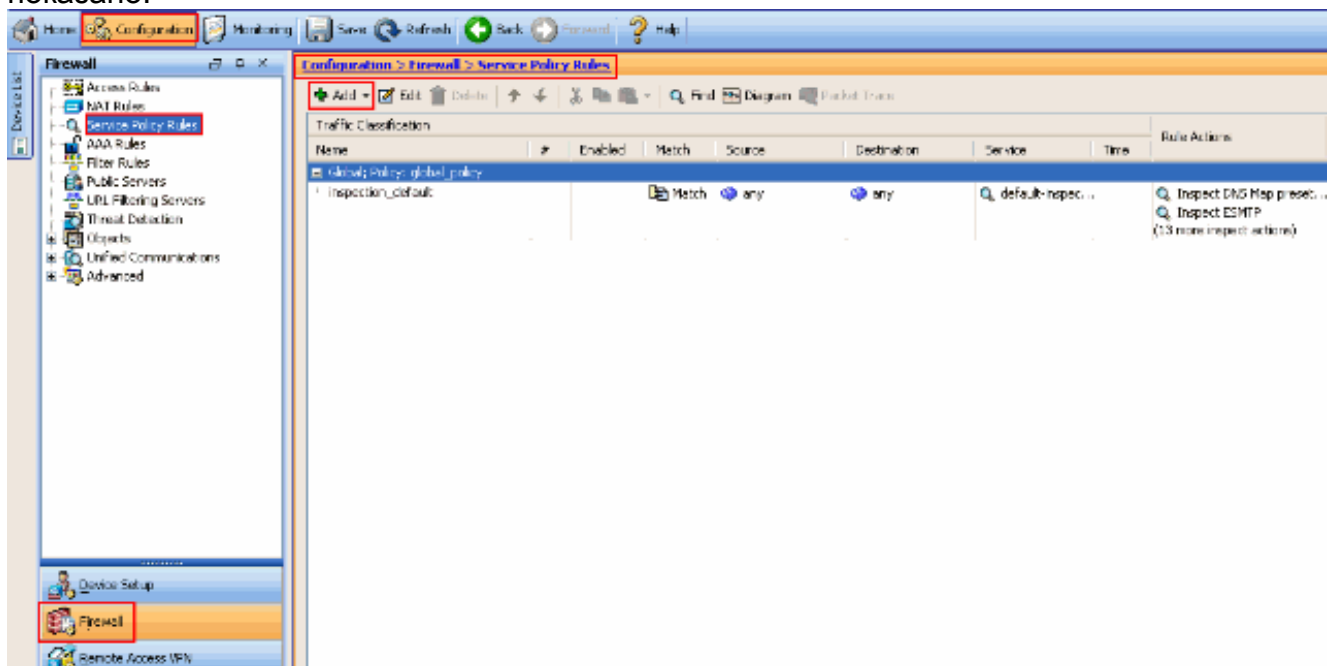 показано.
Home Configuration Monitoring Save Refresh Back Forward Help
Device List
Firewall
Access Rules
NAT Rules
Service Policy Rules
AAA Rules
Filter Rules
Public Servers
URL Filtering Servers
Threat Detection
Objects
Unified Communications
Advanced
Device Setup
Firewall
Remote Access VPN
Configuration > Firewall > Service Policy Rules
Add Edit Delete Find Diagram Packet Trace
Traffic Classification
Rule Actions
Name # Enabled Match Source Destination Service Time
Global; Policy: global_policy
inspection_default Match any any default-inspec... Inspect DNS Map preset...
Inspect ESMTP
(13 more inspect actions)